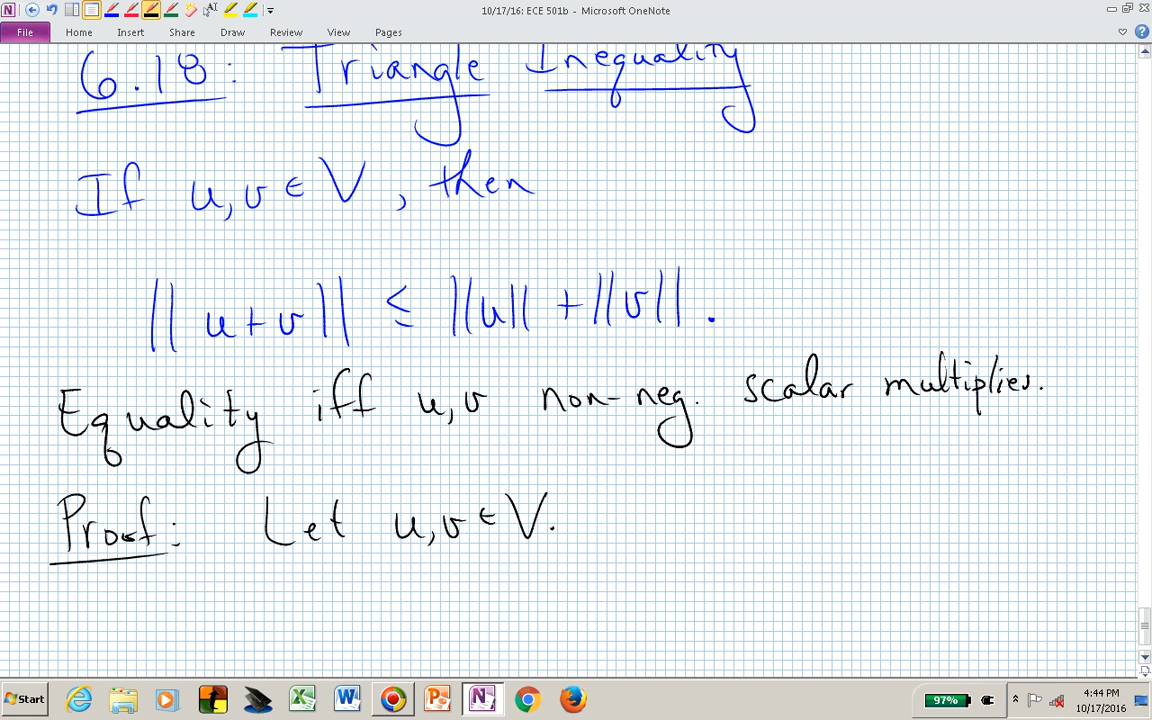 10/17/16: ECE 501b - Microsoft OneNote
File Home Insert Share Draw Review View Pages
6.18: Triangle Inequality
If u,v ∈ V, then
||u+v|| ≤ ||u|| + ||v||.
Equality iff u,v non-neg. scalar multiplies.
Proof: Let u,v ∈ V.
Start
97%
4:44 PM
10/17/2016